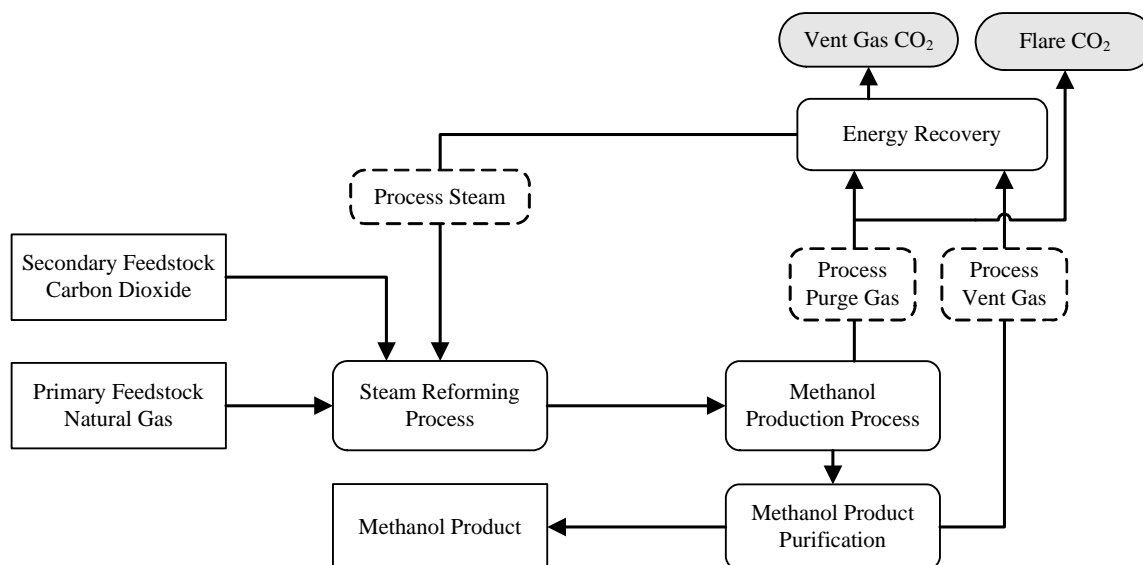 Vent Gas CO₂
Flare CO₂
Energy Recovery
Process Steam
Secondary Feedstock
Carbon Dioxide
Process
Purge Gas
Process
Vent Gas
Primary Feedstock
Natural Gas
Steam Reforming
Process
Methanol
Production Process
Methanol Product
Methanol Product
Purification